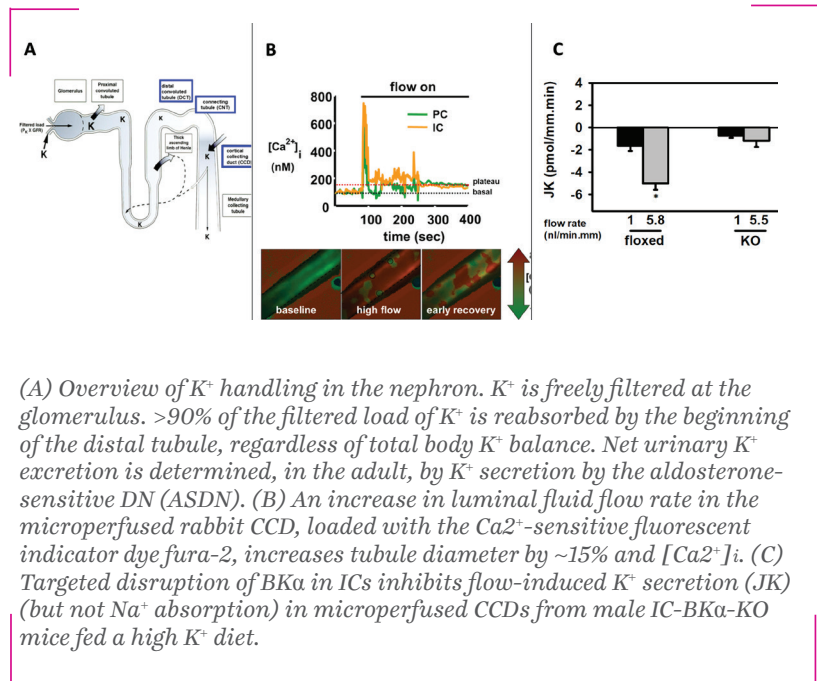 A
Glomerulus
Proximal
convoluted
tubule
distal
convoluted
tubule (DCT)
connecting
tubule (CNT)
Filtered load
K
K
K
K
K
K
K
Thick
ascending
limb of Henle
cortical
collecting
duct (CCD)
Medullary
collecting
tubule
B
flow on
800
600
400
200
0
[Ca2+]i
(nM)
PC
IC
plateau
basal
100 200 300 400
time (sec)
baseline
high flow
early recovery
C
JK (pmol/mm.min)
4
2
0
-2
-4
-6
*
flow rate
(nl/min.mm)
1 5.8
1 5.5
floxed
KO
(A) Overview of K+ handling in the nephron. K+ is freely filtered at the
glomerulus. >90% of the filtered load of K+ is reabsorbed by the beginning
of the distal tubule, regardless of total body K+ balance. Net urinary K+
excretion is determined, in the adult, by K+ secretion by the aldosterone-
sensitive DN (ASDN). (B) An increase in luminal fluid flow rate in the
microperfused rabbit CCD, loaded with the Ca2+-sensitive fluorescent
indicator dye fura-2, increases tubule diameter by ~15% and [Ca2+]i. (C)
Targeted disruption of BKα in ICs inhibits flow-induced K+ secretion (JK)
(but not Na+ absorption) in microperfused CCDs from male IC-BKα-KO
mice fed a high K+ diet.